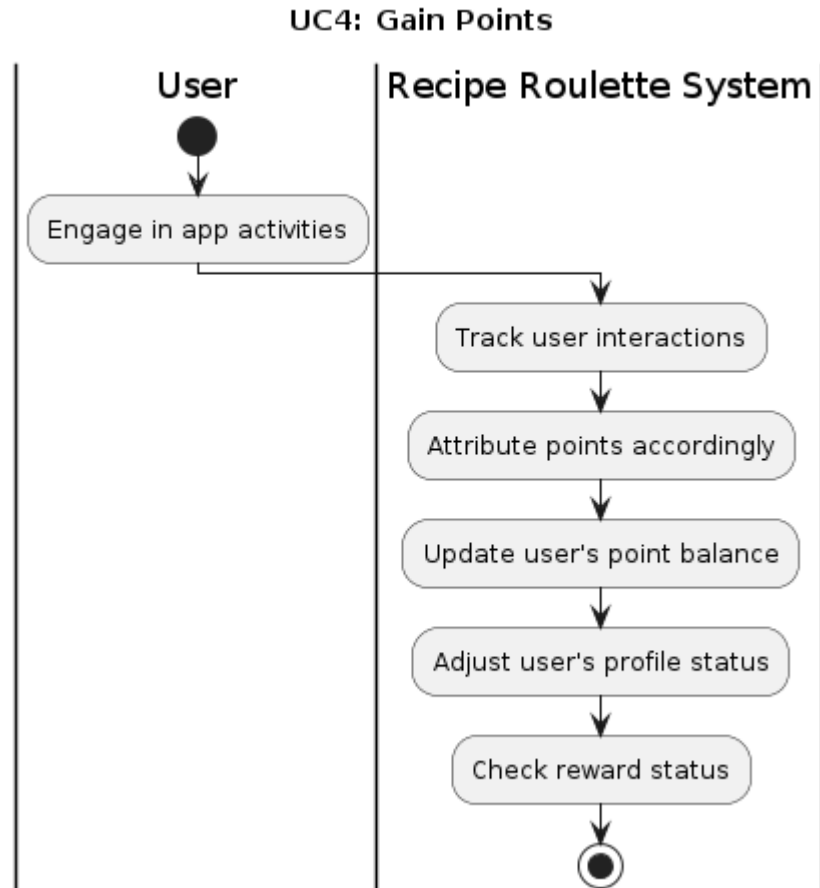 UC4: Gain Points
User
Recipe Roulette System
Engage in app activities
Track user interactions
Attribute points accordingly
Update user's point balance
Adjust user's profile status
Check reward status